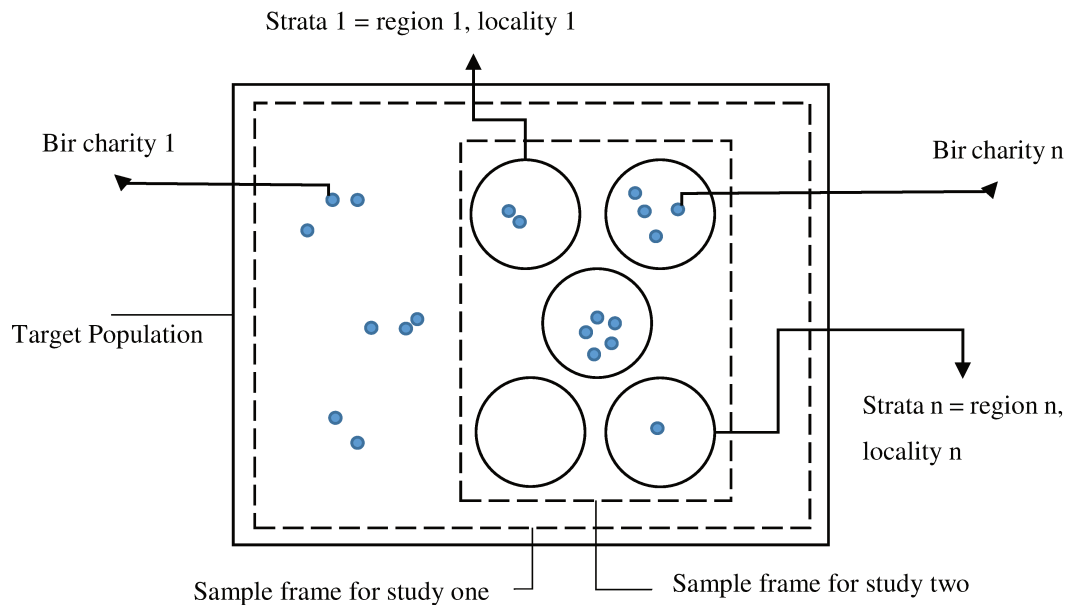 Strata 1 = region 1, locality 1
Bir charity 1
Bir charity n
Target Population
Strata n = region n,
locality n
Sample frame for study one
Sample frame for study two